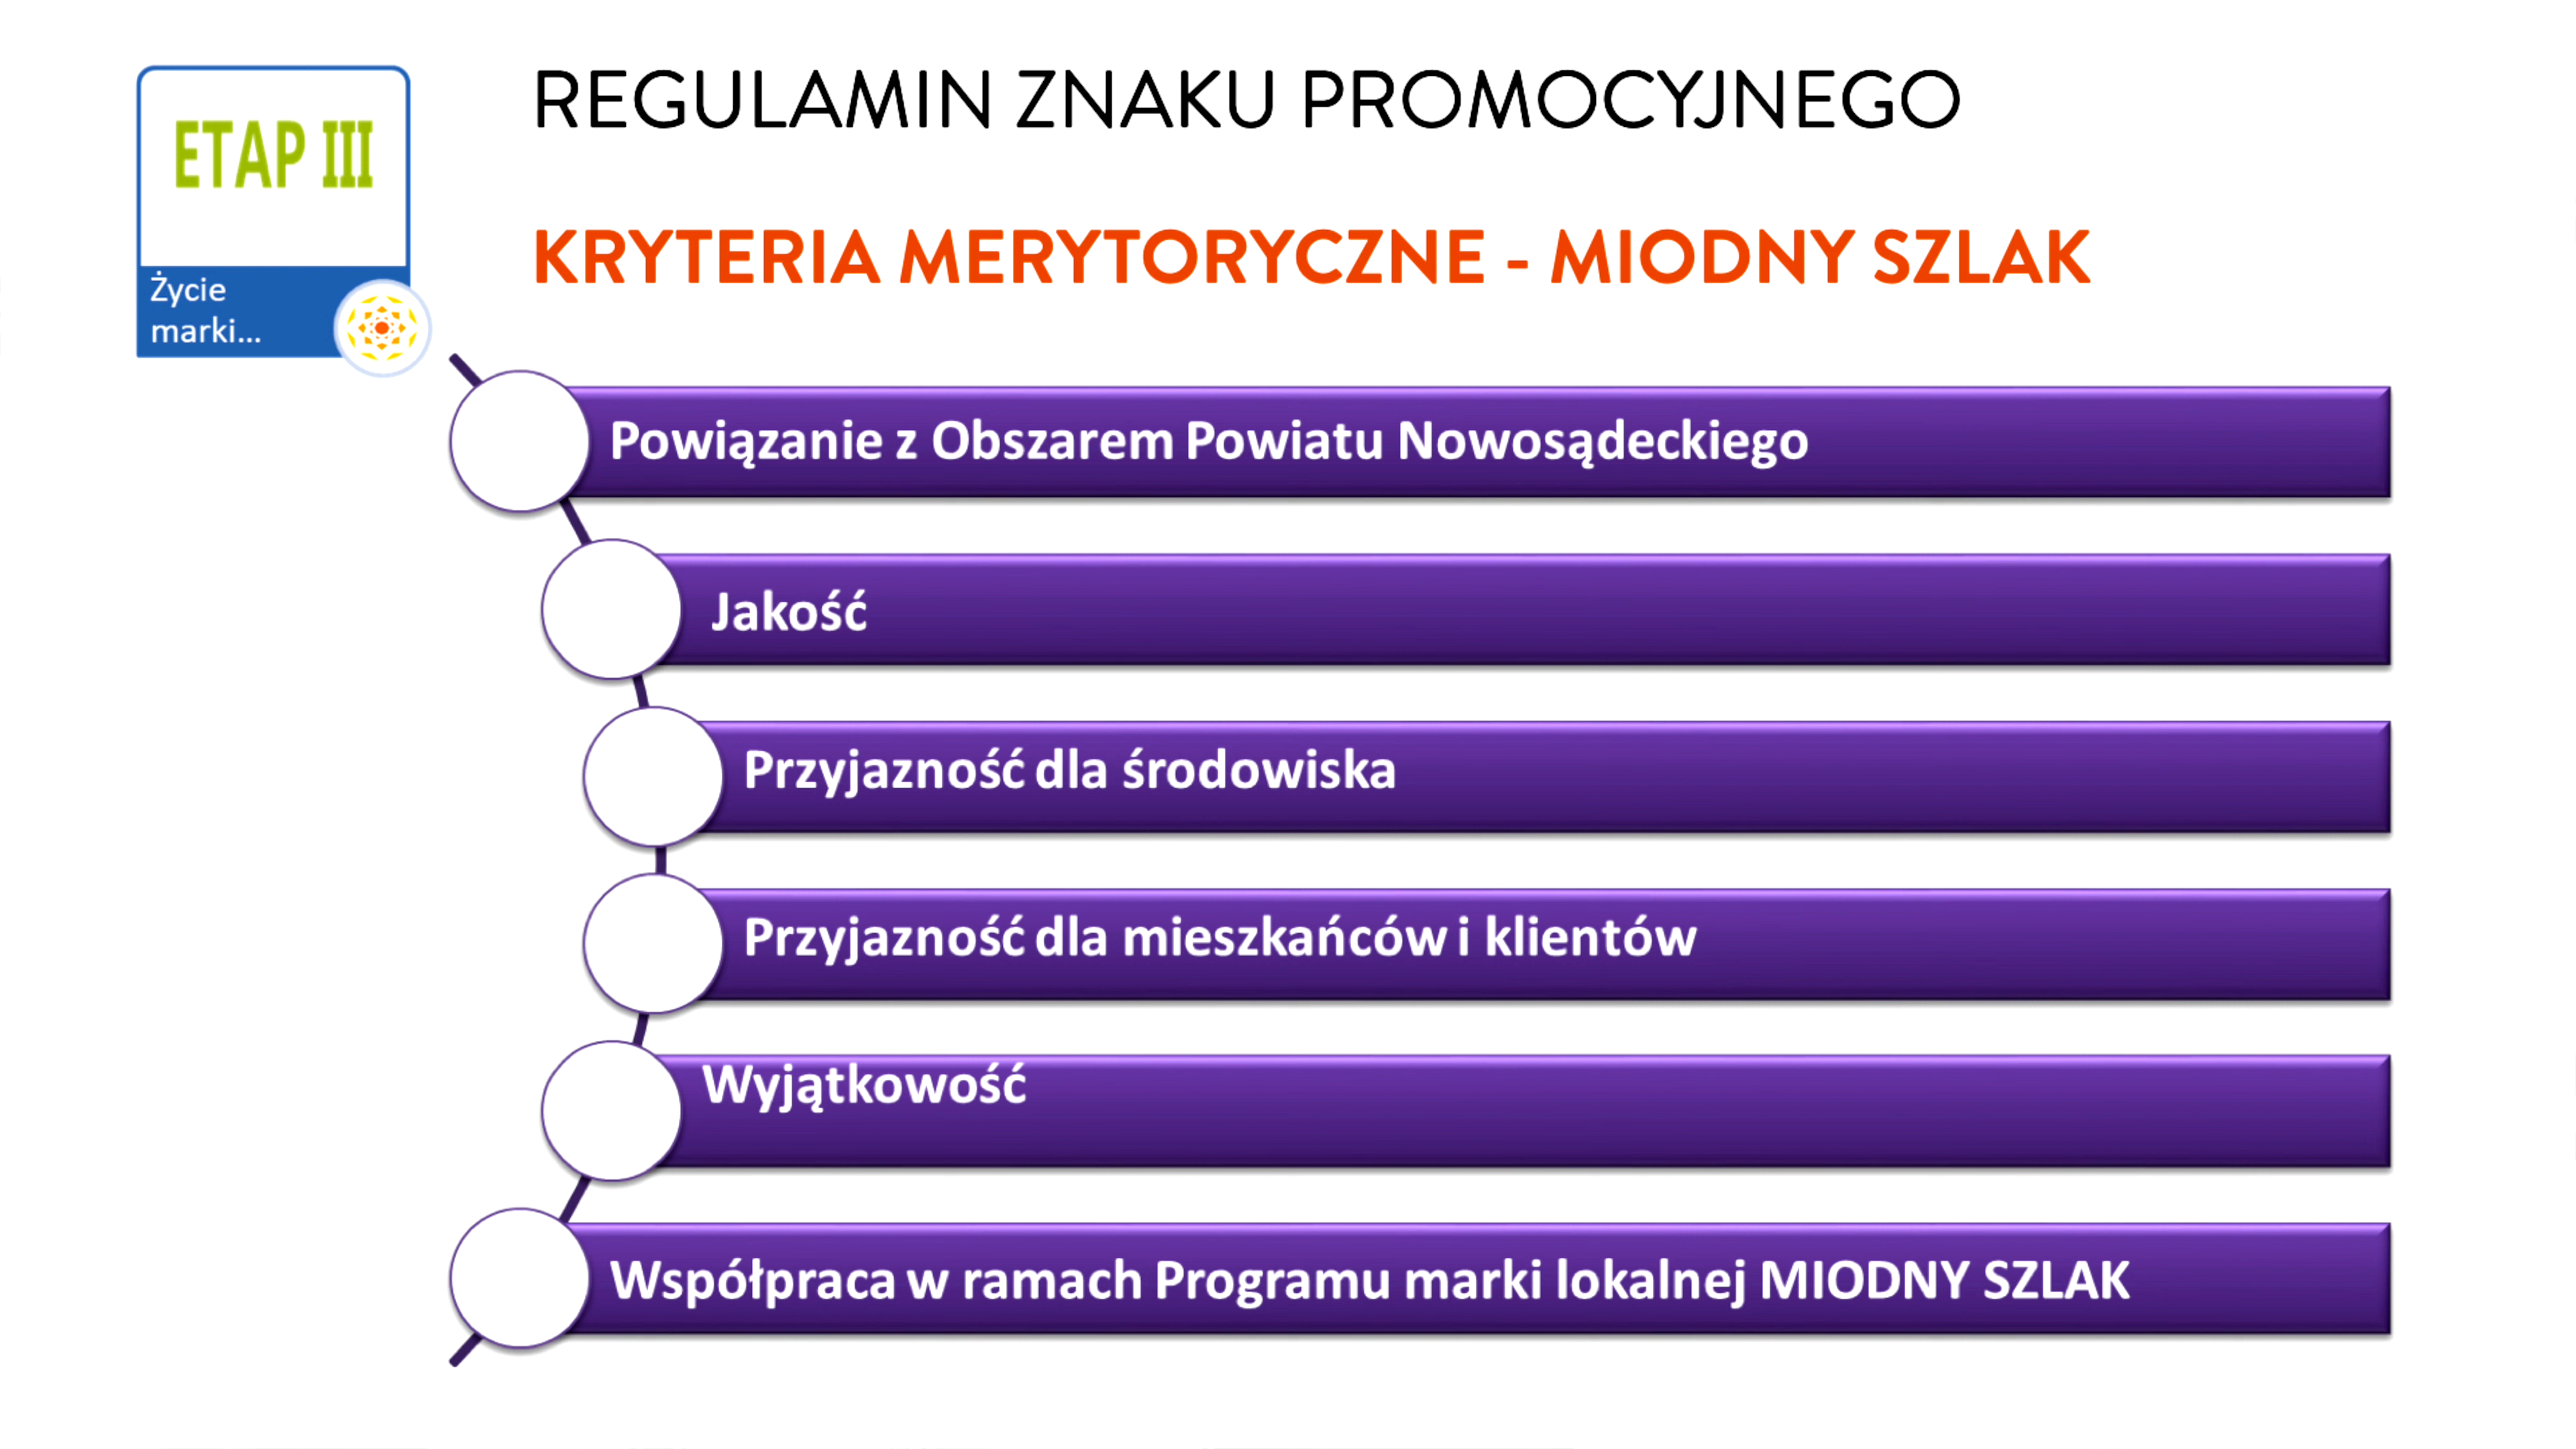 ETAP III
Życie
marki...
REGULAMIN ZNAKU PROMOCYJNEGO
KRYTERIA MERYTORYCZNE - MIODNY SZLAK
Powiązanie z Obszarem Powiatu Nowosądeckiego
Jakość
Przyjazność dla środowiska
Przyjazność dla mieszkańców i klientów
Wyjątkowość
Współpraca w ramach Programu marki lokalnej MIODNY SZLAK